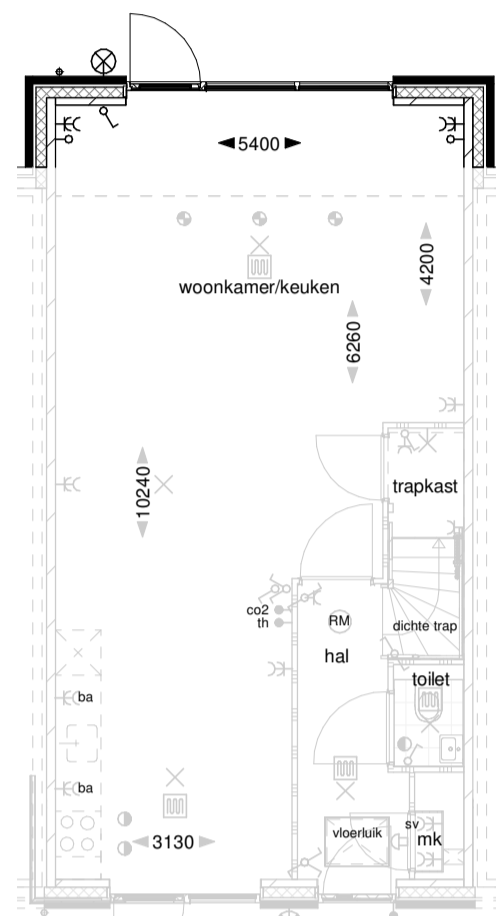 5400
4200
woonkamer/keuken
6260
10240
trapkast
co2
th
RM
dichte trap
hal
toilet
ba
ba
sv
vloerluik
mk
3130